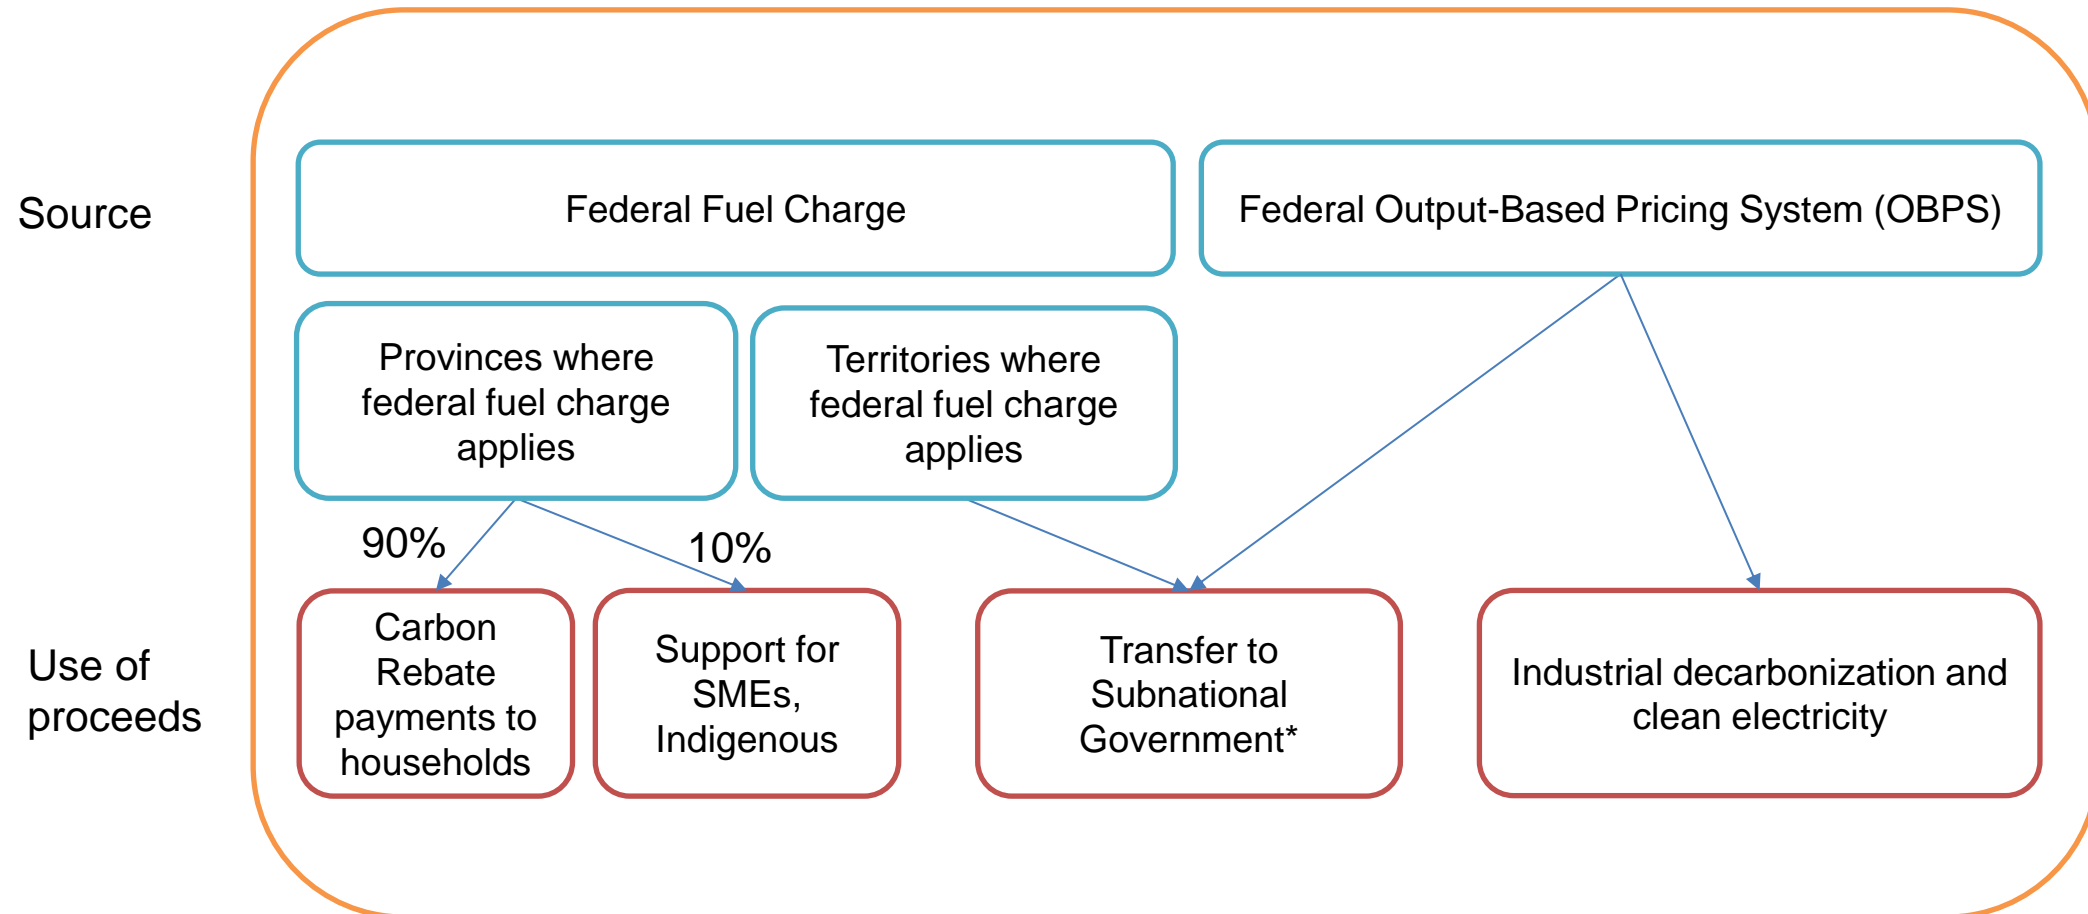 Source
Federal Fuel Charge
Federal Output-Based Pricing System (OBPS)
Provinces where
federal fuel charge
applies
Territories where
federal fuel charge
applies
90%
10%
Use of
proceeds
Carbon
Rebate
payments to
households
Support for
SMEs,
Indigenous
Transfer to
Subnational
Government*
Industrial decarbonization and
clean electricity